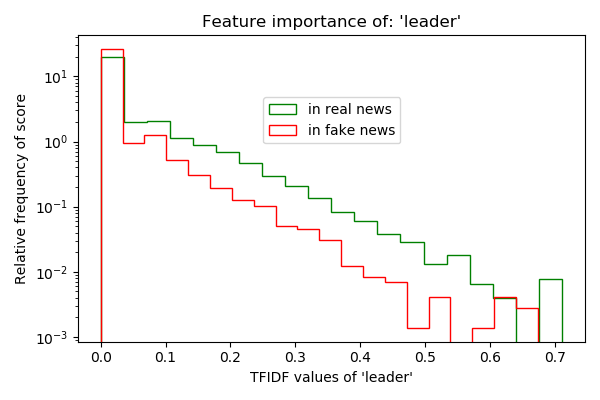 Feature importance of: 'leader'
Relative frequency of score
10¹
10⁰
10⁻¹
10⁻²
10⁻³
in real news
in fake news
0.0 0.1 0.2 0.3 0.4 0.5 0.6 0.7
TFIDF values of 'leader'